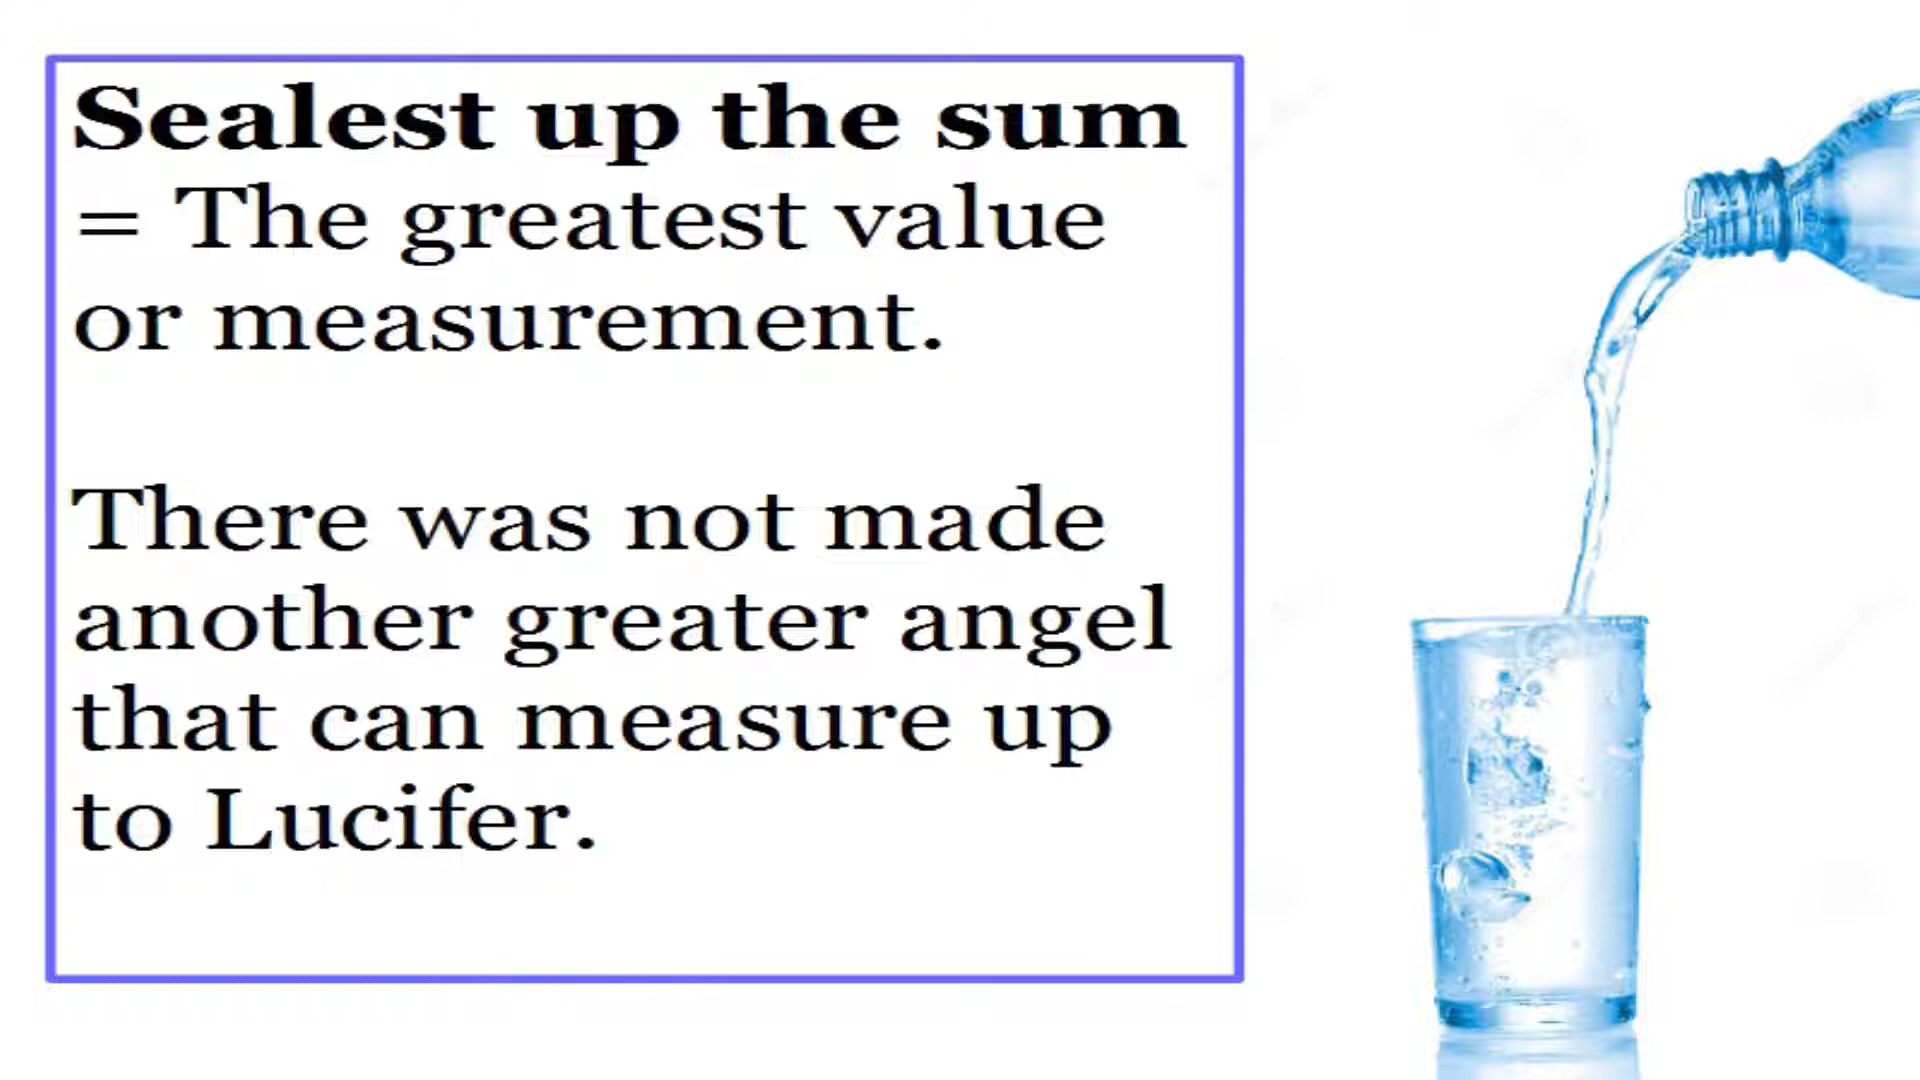 Sealest up the sum
= The greatest value
or measurement.
There was not made
another greater angel
that can measure up
to Lucifer.